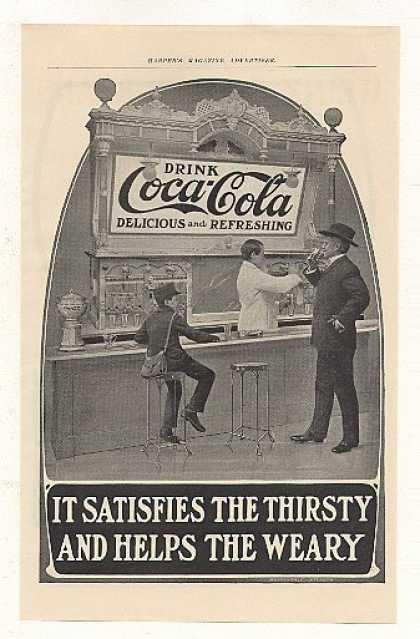 HARPER'S MAGAZINE ADVERTISER.
DRINK
Coca-Cola
DELICIOUS and REFRESHING
IT SATISFIES THE THIRSTY
AND HELPS THE WEARY